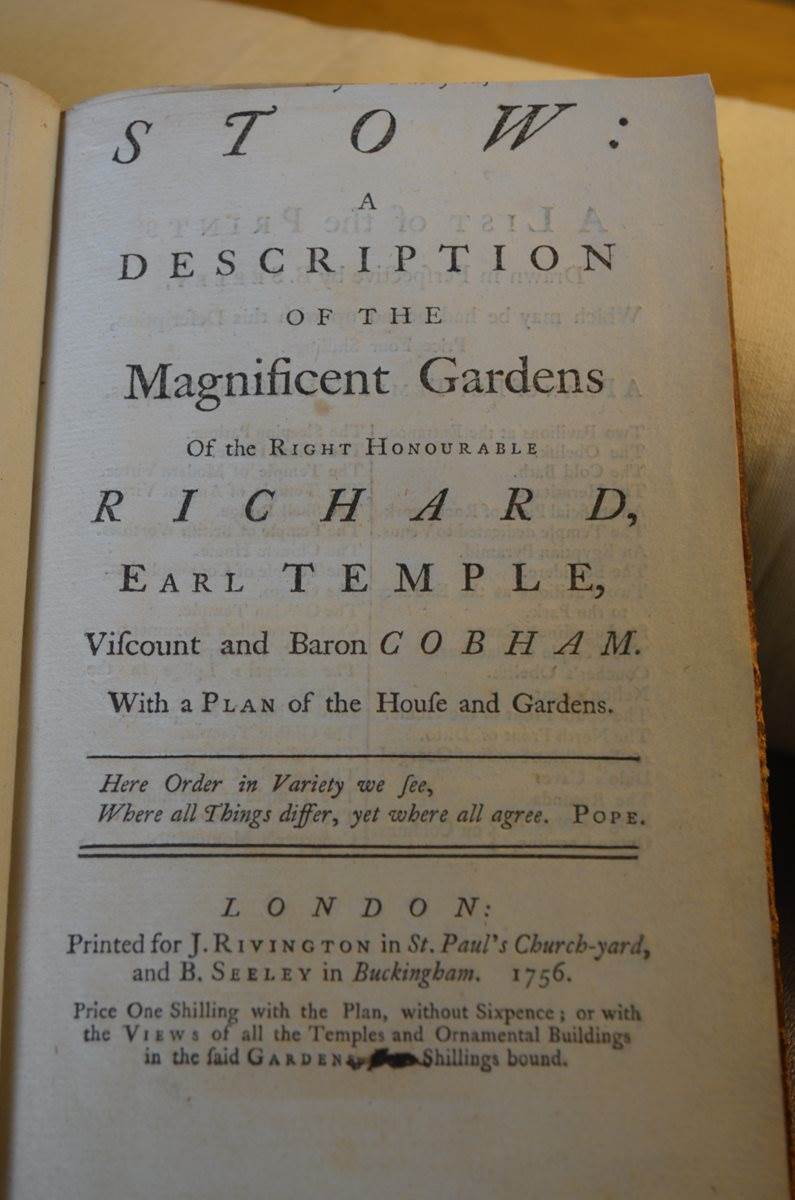 STOW:
A
DESCRIPTION
OF THE
Magnificent Gardens
Of the RIGHT HONOURABLE
RICHARD,
EARL TEMPLE,
Viſcount and Baron COBHAM.
With a PLAN of the Houſe and Gardens.
Here Order in Variety we ſee,
Where all Things differ, yet where all agree. POPE.
LONDON:
Printed for J. RIVINGTON in St. Paul's Church-yard,
and B. SEELEY in Buckingham. 1756.
Price One Shilling with the Plan, without Sixpence; or with
the VIEWS of all the Temples and Ornamental Buildings
in the ſaid GARDEN Shillings bound.